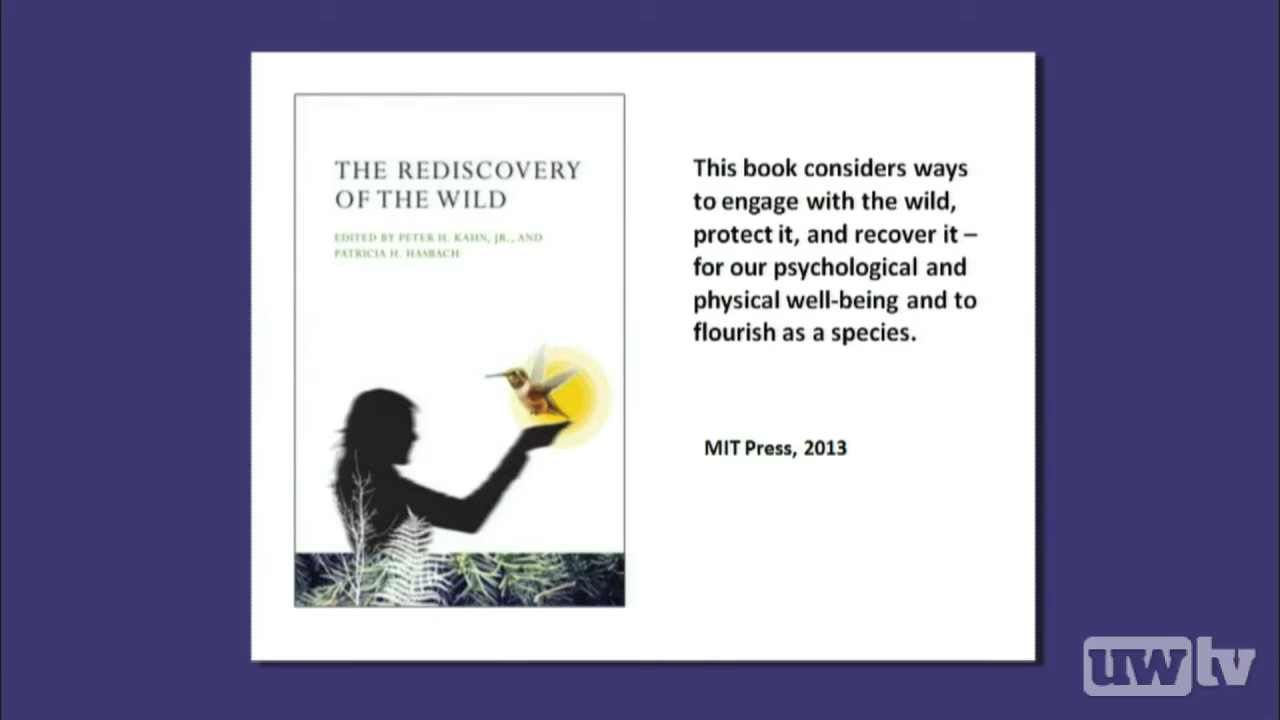 THE REDISCOVERY
OF THE WILD
EDITED BY PETER H. KAHN, JR., AND
PATRICIA H. HASBACH
This book considers ways
to engage with the wild,
protect it, and recover it –
for our psychological and
physical well-being and to
flourish as a species.
MIT Press, 2013
uwtv